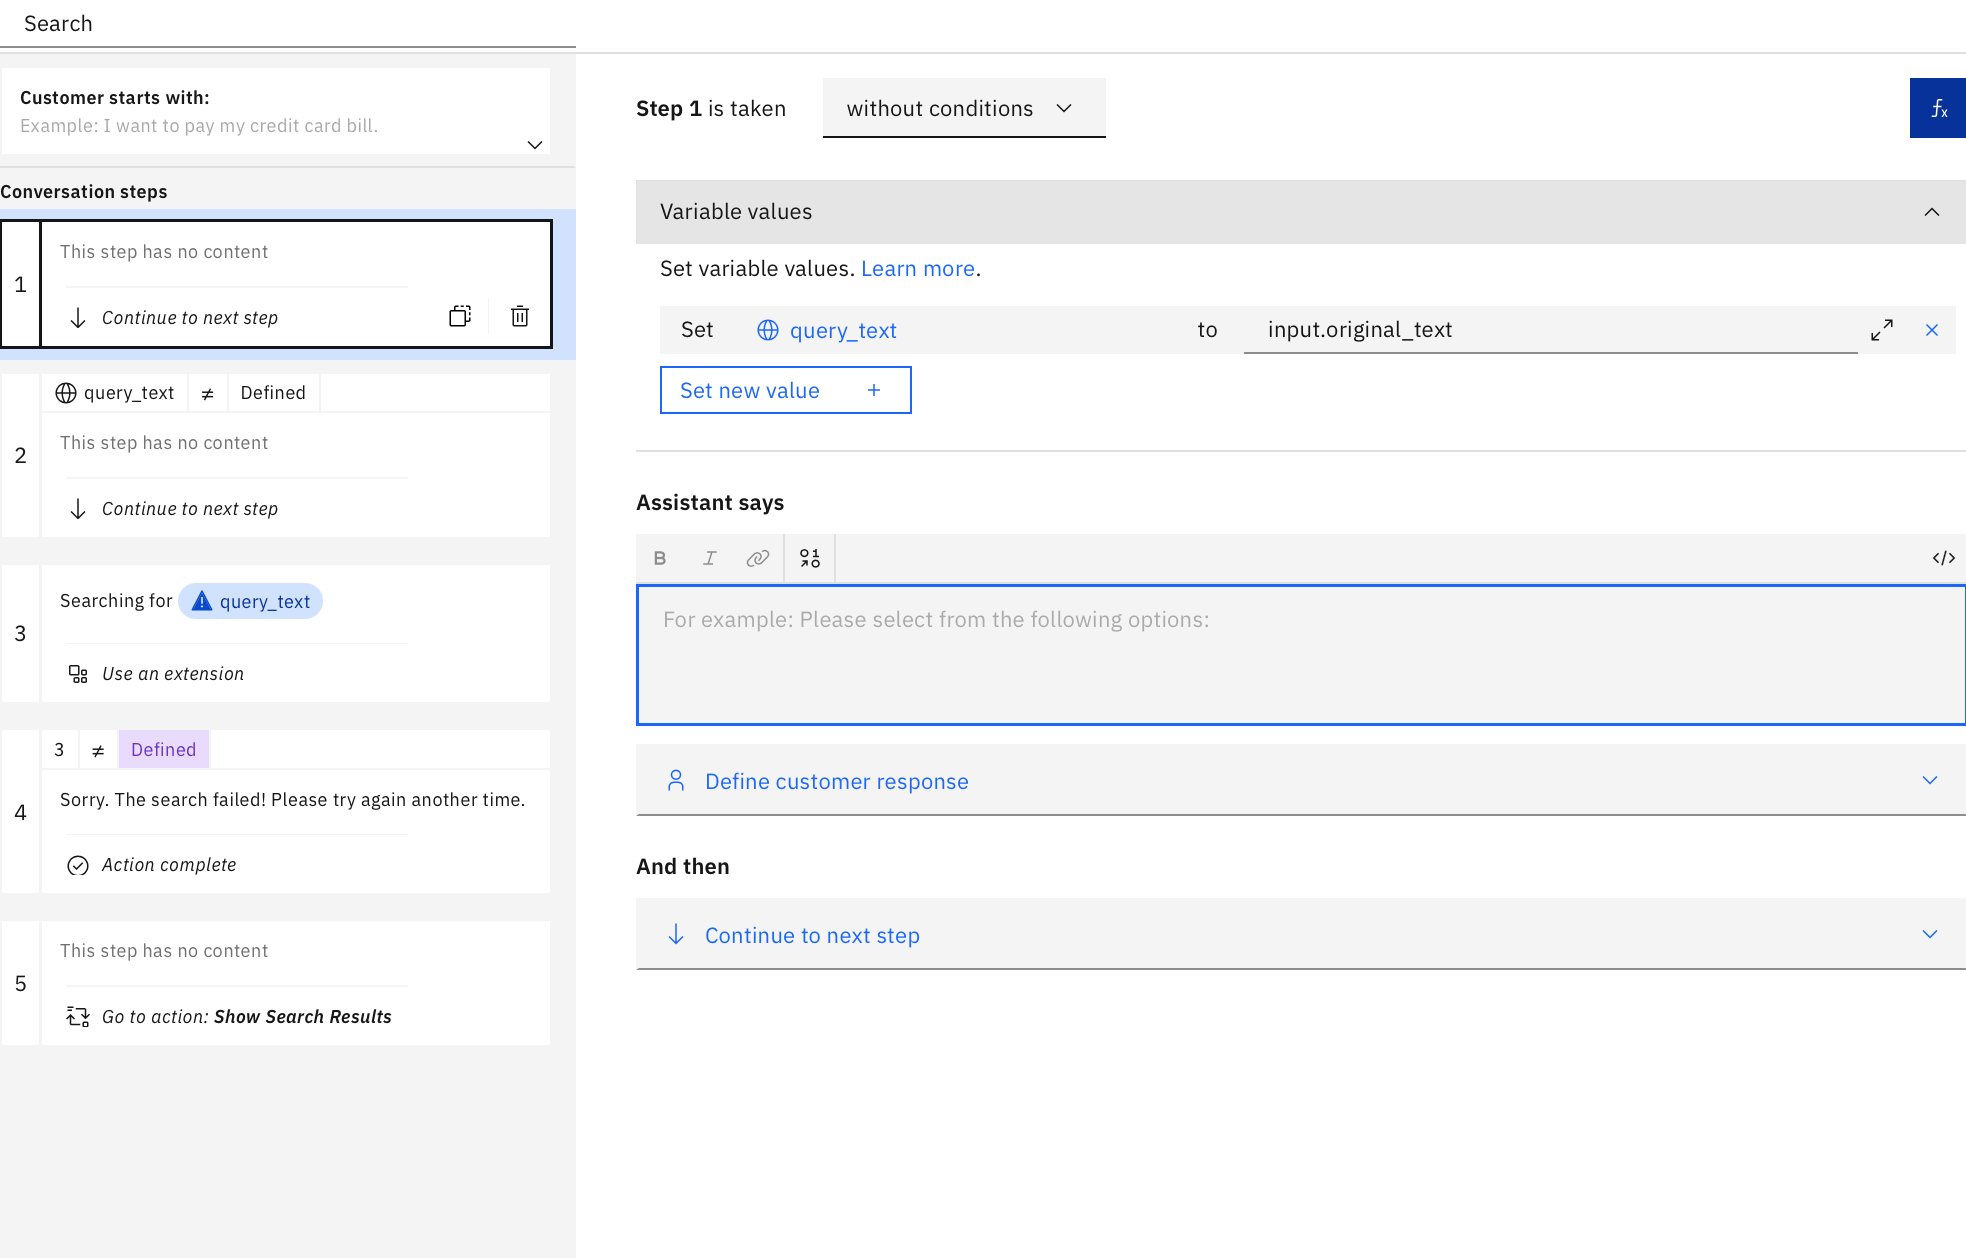 Search
Customer starts with:
Example: I want to pay my credit card bill.
Conversation steps
1
This step has no content
Continue to next step
2
query_text ≠ Defined
This step has no content
Continue to next step
3
Searching for query_text
Use an extension
4
3 ≠ Defined
Sorry. The search failed! Please try again another time.
Action complete
5
This step has no content
Go to action: Show Search Results
Step 1 is taken without conditions
fx
Variable values
Set variable values. Learn more.
Set query_text to input.original_text
Set new value +
Assistant says
B I </>
For example: Please select from the following options:
Define customer response
And then
Continue to next step